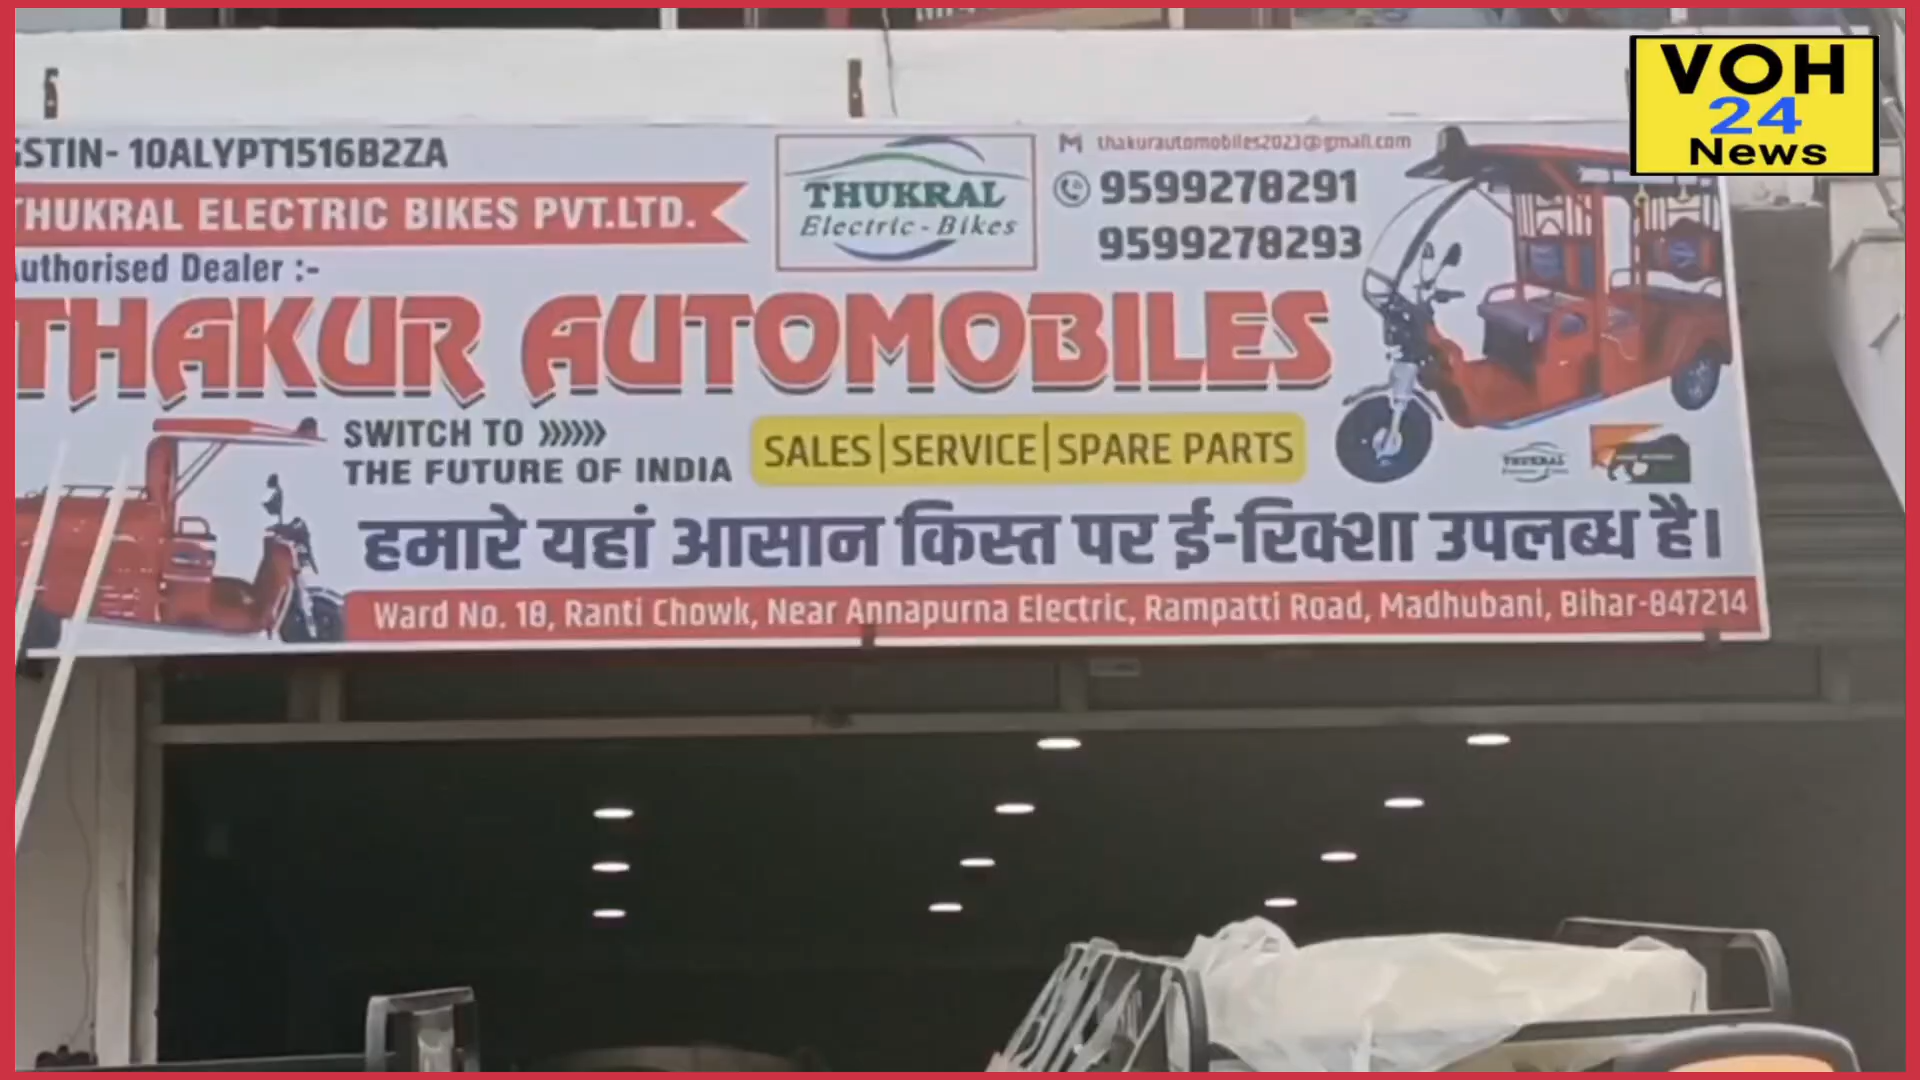 VOH
24
News
GSTIN- 10ALYPT1516B2ZA
THUKRAL ELECTRIC BIKES PVT.LTD.
THUKRAL
Electric-Bikes
thakurautomobiles2023@gmail.com
9599278291
9599278293
Authorised Dealer :-
THAKUR AUTOMOBILES
SWITCH TO »»»
THE FUTURE OF INDIA
SALES|SERVICE|SPARE PARTS
THUKRAL
हमारे यहां आसान किस्त पर ई-रिक्शा उपलब्ध है।
Ward No. 18, Ranti Chowk, Near Annapurna Electric, Rampatti Road, Madhubani, Bihar-847214